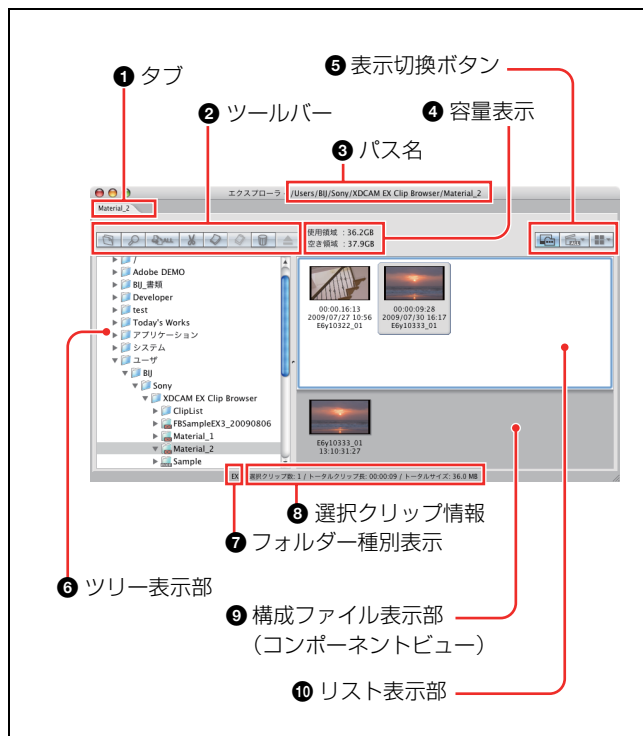 ❶ タブ
❷ ツールバー
❸ パス名
❹ 容量表示
❺ 表示切換ボタン
エクスプローラ - /Users/BIJ/Sony/XDCAM EX Clip Browser/Material_2
Material_2
ALL
使用領域 : 36.2GB
空き領域 : 37.9GB
/
Adobe DEMO
BIJ_書類
Developer
test
Today's Works
アプリケーション
システム
ユーザ
BIJ
Sony
XDCAM EX Clip Browser
ClipList
FBSampleEX3_20090806
Material_1
Material_2
Sample
00:00:16:13
2009/07/27 10:56
E6y10322_01
00:00:09:28
2009/07/30 16:17
E6y10333_01
E6y10333_01
13:10:31:27
EX
選択クリップ数: 1 / トータルクリップ長: 00:00:09 / トータルサイズ: 36.0 MB
❽ 選択クリップ情報
❼ フォルダー種別表示
❻ ツリー表示部
❾ 構成ファイル表示部
(コンポーネントビュー)
❿ リスト表示部